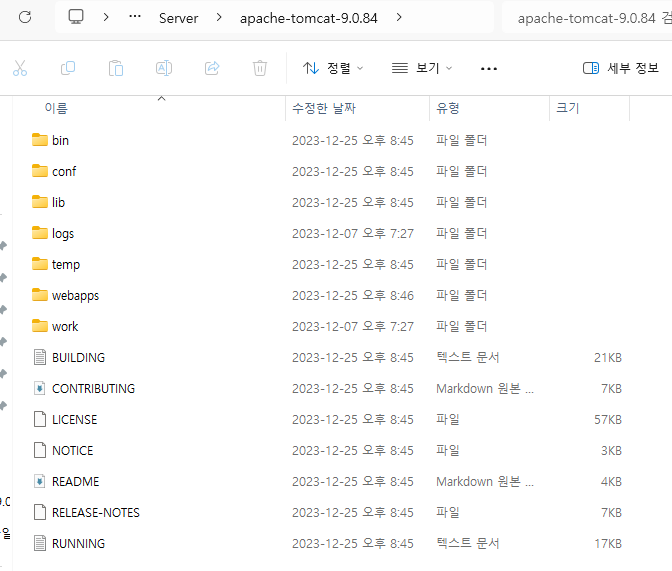 Server > apache-tomcat-9.0.84 > apache-tomcat-9.0.84 검
정렬 보기 ... 세부 정보
이름 수정한 날짜 유형 크기
bin 2023-12-25 오후 8:45 파일 폴더
conf 2023-12-25 오후 8:45 파일 폴더
lib 2023-12-25 오후 8:45 파일 폴더
logs 2023-12-07 오후 7:27 파일 폴더
temp 2023-12-25 오후 8:45 파일 폴더
webapps 2023-12-25 오후 8:46 파일 폴더
work 2023-12-07 오후 7:27 파일 폴더
BUILDING 2023-12-25 오후 8:45 텍스트 문서 21KB
CONTRIBUTING 2023-12-25 오후 8:45 Markdown 원본 ... 7KB
LICENSE 2023-12-25 오후 8:45 파일 57KB
NOTICE 2023-12-25 오후 8:45 파일 3KB
README 2023-12-25 오후 8:45 Markdown 원본 ... 4KB
RELEASE-NOTES 2023-12-25 오후 8:45 파일 7KB
RUNNING 2023-12-25 오후 8:45 텍스트 문서 17KB